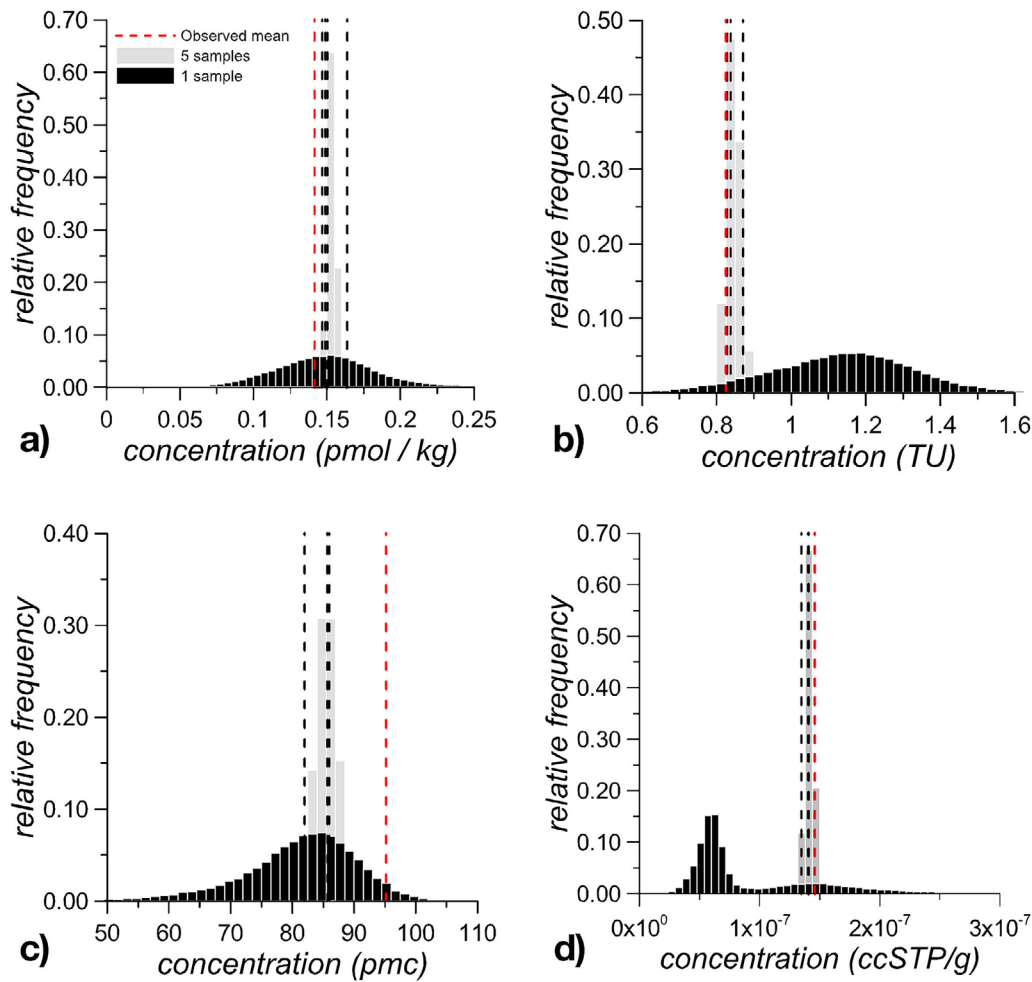 0.70
0.60
0.50
0.40
0.30
0.20
0.10
0.00
relative frequency
Observed mean
5 samples
1 sample
0
0.05
0.1
0.15
0.2
0.25
a)
concentration (pmol / kg)
0.50
0.40
0.30
0.20
0.10
0.00
relative frequency
0.6
0.8
1
1.2
1.4
1.6
b)
concentration (TU)
0.40
0.30
0.20
0.10
0.00
relative frequency
50
60
70
80
90
100
110
c)
concentration (pmc)
0.70
0.60
0.50
0.40
0.30
0.20
0.10
0.00
relative frequency
0x10⁰
1x10⁻⁷
2x10⁻⁷
3x10⁻⁷
d)
concentration (ccSTP/g)